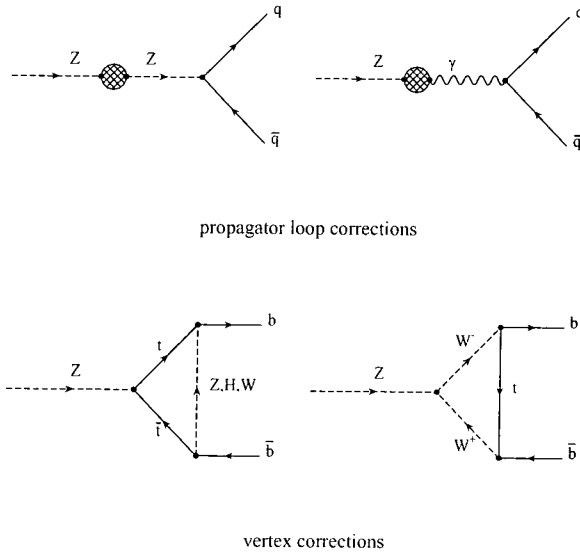 q
Z
Z
q̄
q
Z
γ
q̄
propagator loop corrections
b
t
Z
Z,H,W
t̄
b̄
b
W⁻
Z
t
W⁺
b̄
vertex corrections